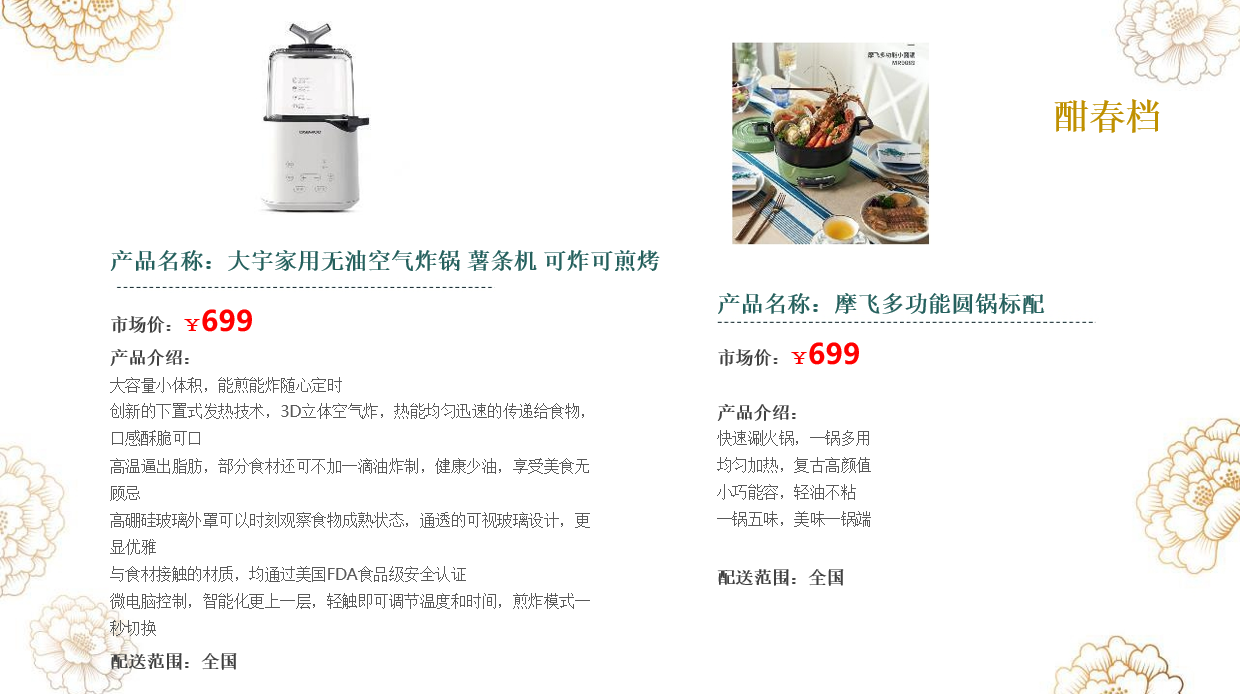 摩飞多功能小圆锅
酣春档
产品名称：大宇家用无油空气炸锅 薯条机 可炸可煎烤
市场价：￥699
产品介绍：
大容量小体积，能煎能炸随心定时
创新的下置式发热技术，3D立体空气炸，热能均匀迅速的传递给食物，
口感酥脆可口
高温逼出脂肪，部分食材还可不加一滴油炸制，健康少油，享受美食无
顾忌
高硼硅玻璃外罩可以时刻观察食物成熟状态，通透的可视玻璃设计，更
显优雅
与食材接触的材质，均通过美国FDA食品级安全认证
微电脑控制，智能化更上一层，轻触即可调节温度和时间，煎炸模式一
秒切换
配送范围：全国
产品名称：摩飞多功能圆锅标配
市场价：￥699
产品介绍：
快速涮火锅，一锅多用
均匀加热，复古高颜值
小巧能容，轻油不粘
一锅五味，美味一锅端
配送范围：全国